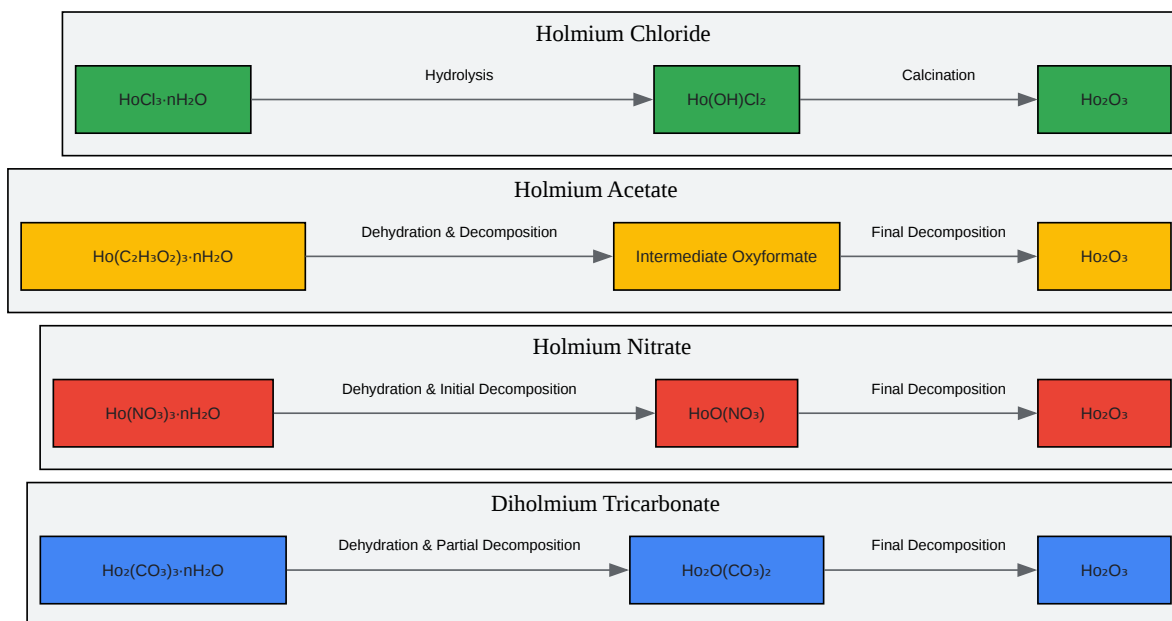 Holmium Chloride
HoCl₃·nH₂O
Hydrolysis
Ho(OH)Cl₂
Calcination
Ho₂O₃
Holmium Acetate
Ho(C₂H₃O₂)₃·nH₂O
Dehydration & Decomposition
Intermediate Oxyformate
Final Decomposition
Ho₂O₃
Holmium Nitrate
Ho(NO₃)₃·nH₂O
Dehydration & Initial Decomposition
HoO(NO₃)
Final Decomposition
Ho₂O₃
Diholmium Tricarbonate
Ho₂(CO₃)₃·nH₂O
Dehydration & Partial Decomposition
Ho₂O(CO₃)₂
Final Decomposition
Ho₂O₃